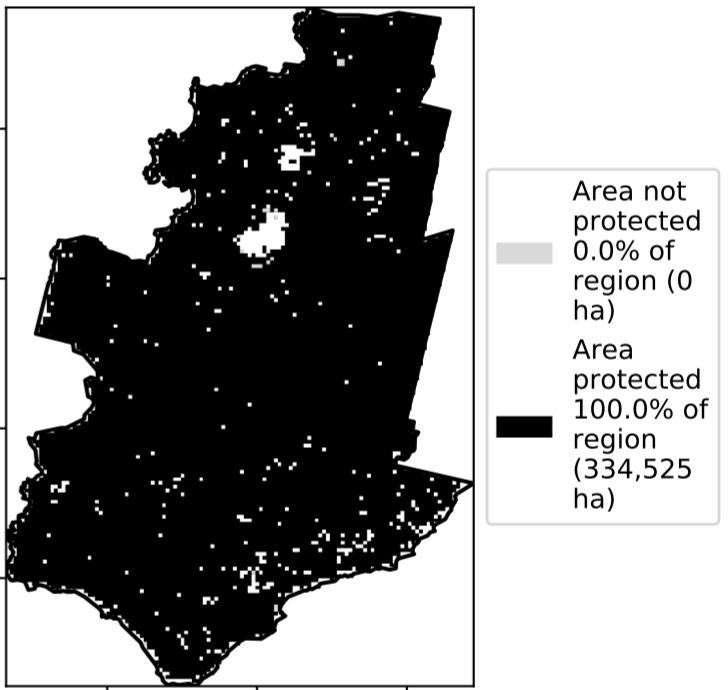 Area not
protected
0.0% of
region (0
ha)
Area
protected
100.0% of
region
(334,525
ha)